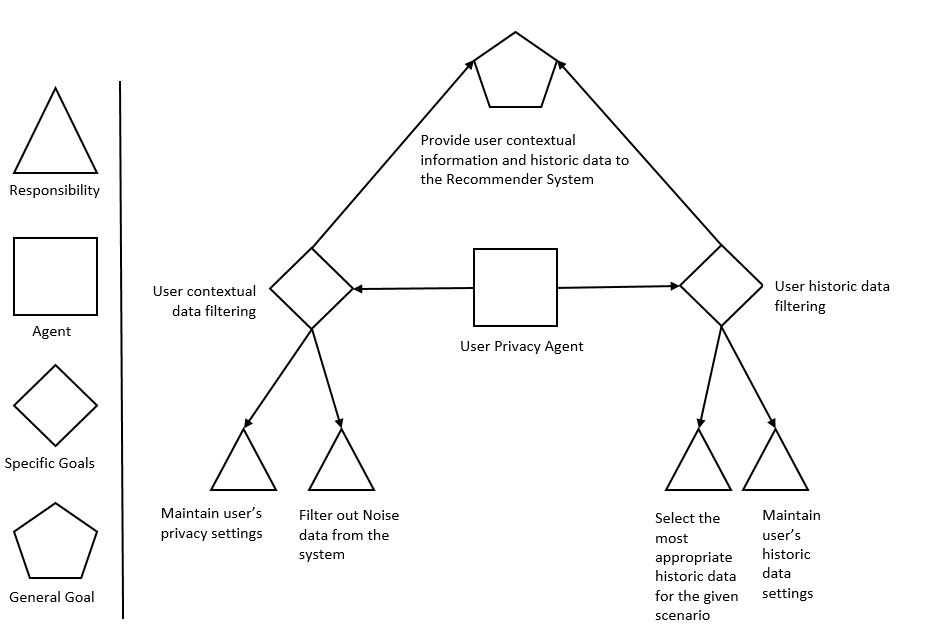 Responsibility
Agent
Specific Goals
General Goal
Provide user contextual
information and historic data to
the Recommender System
User contextual
data filtering
User Privacy Agent
User historic data
filtering
Maintain user's
privacy settings
Filter out Noise
data from the
system
Select the
most
appropriate
historic data
for the given
scenario
Maintain
user's
historic
data
settings